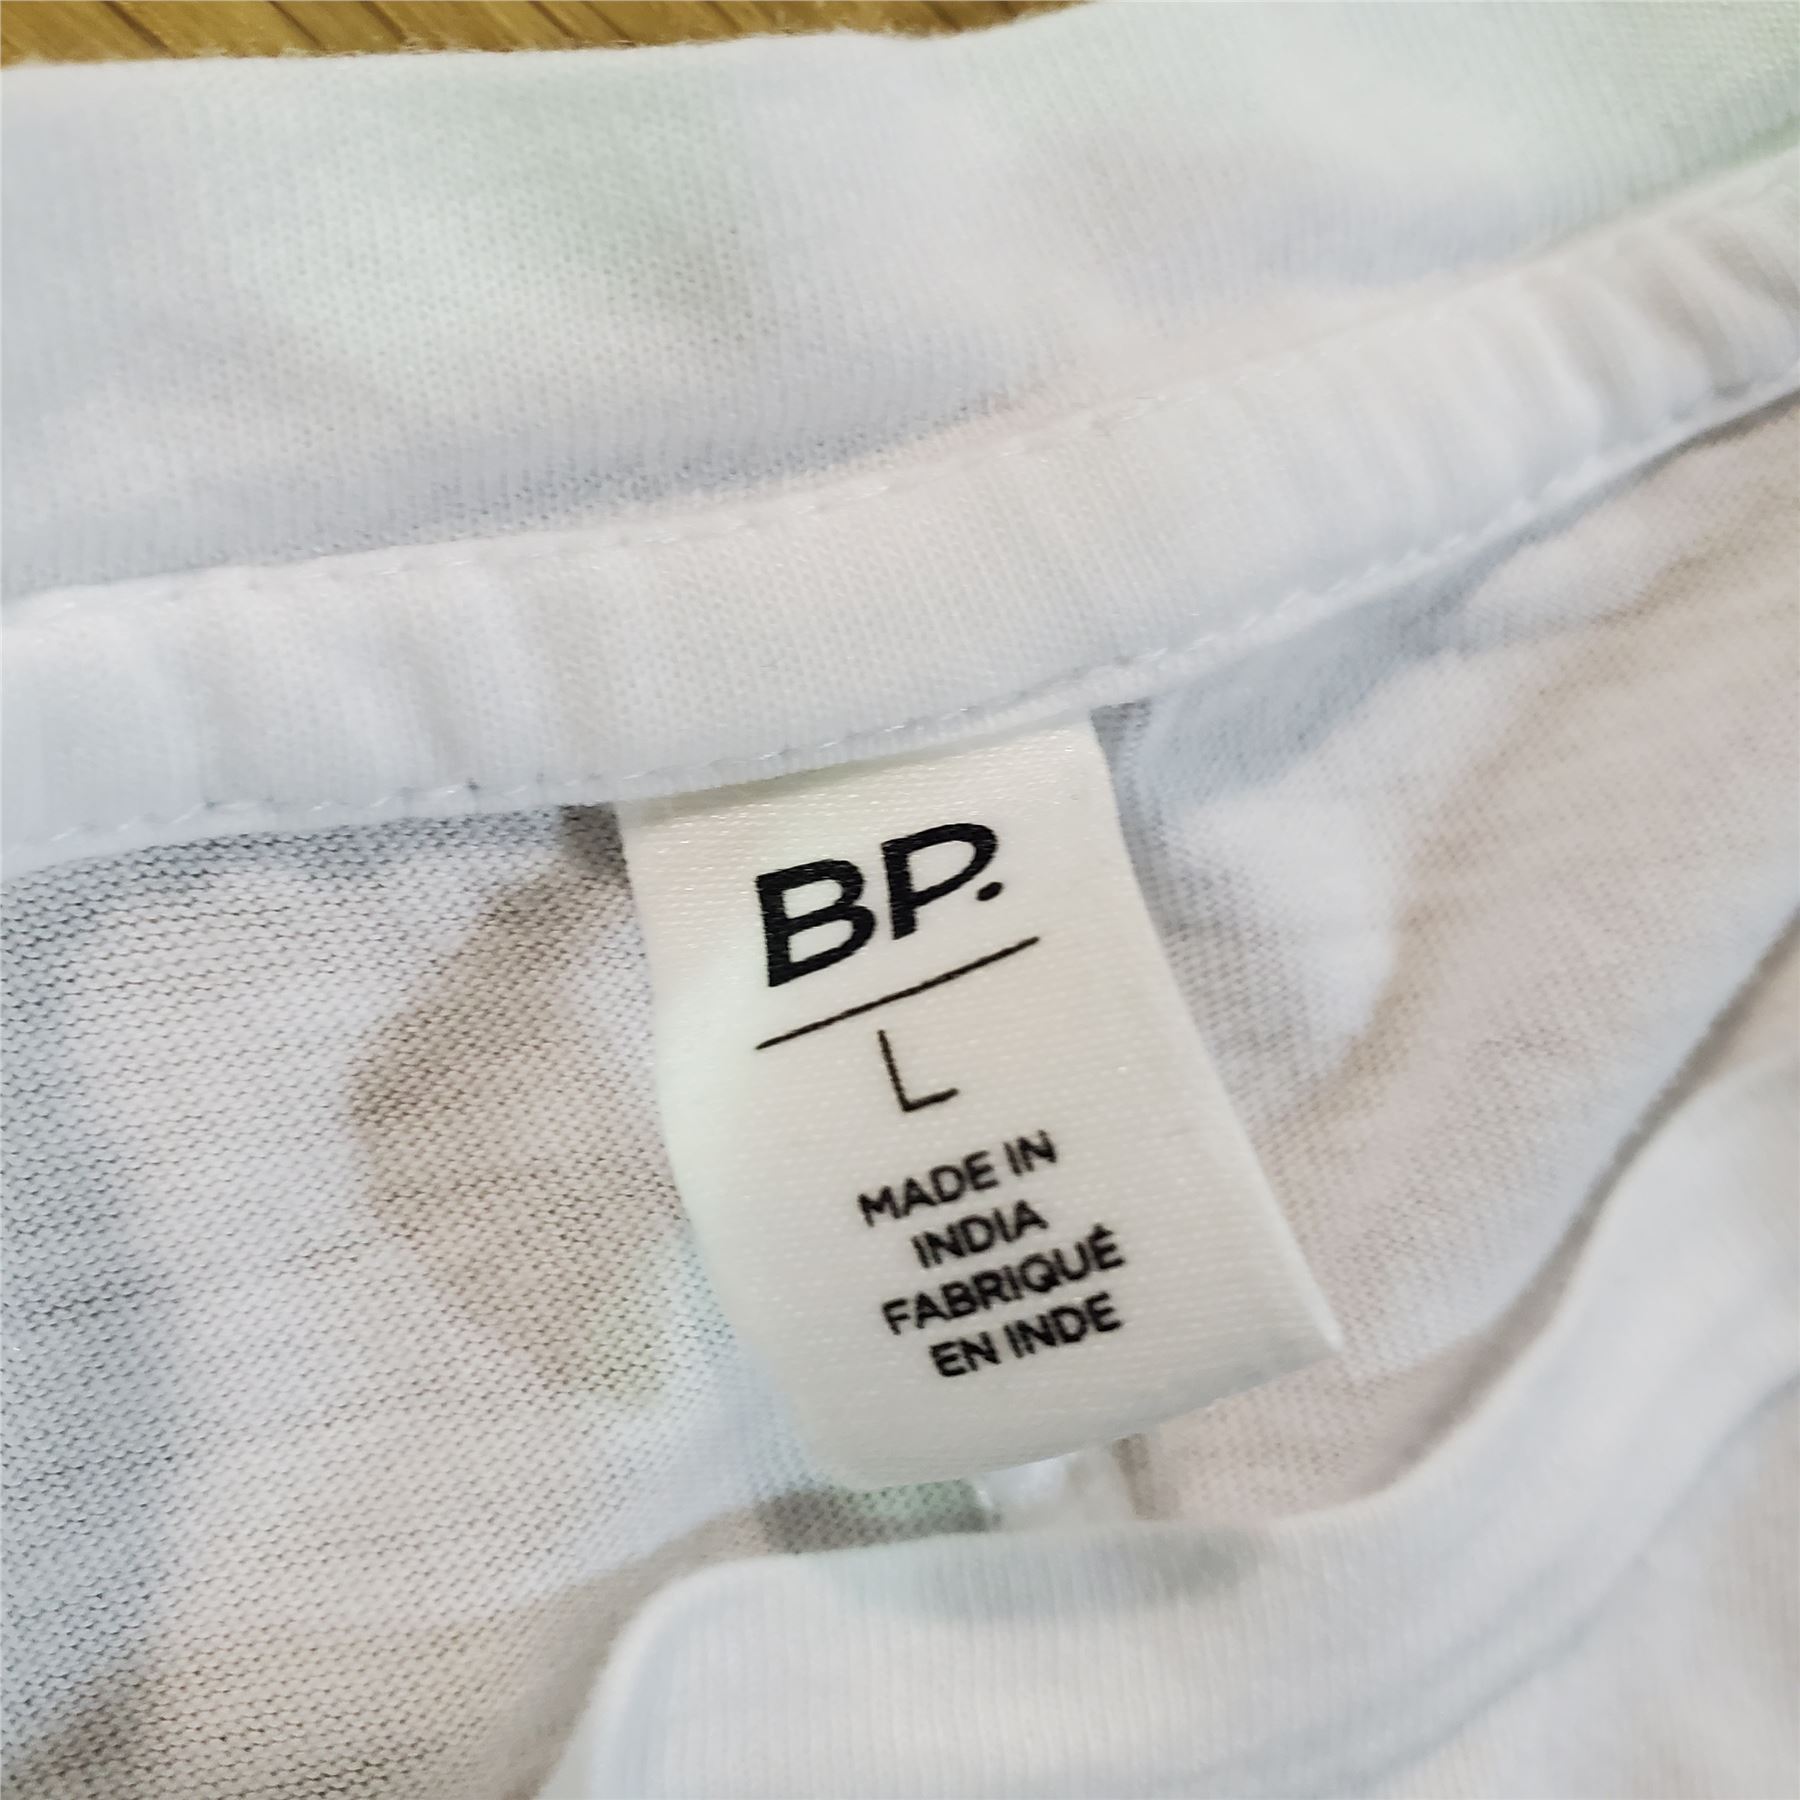 BP.
L
MADE IN
INDIA
FABRIQUÉ
EN INDE